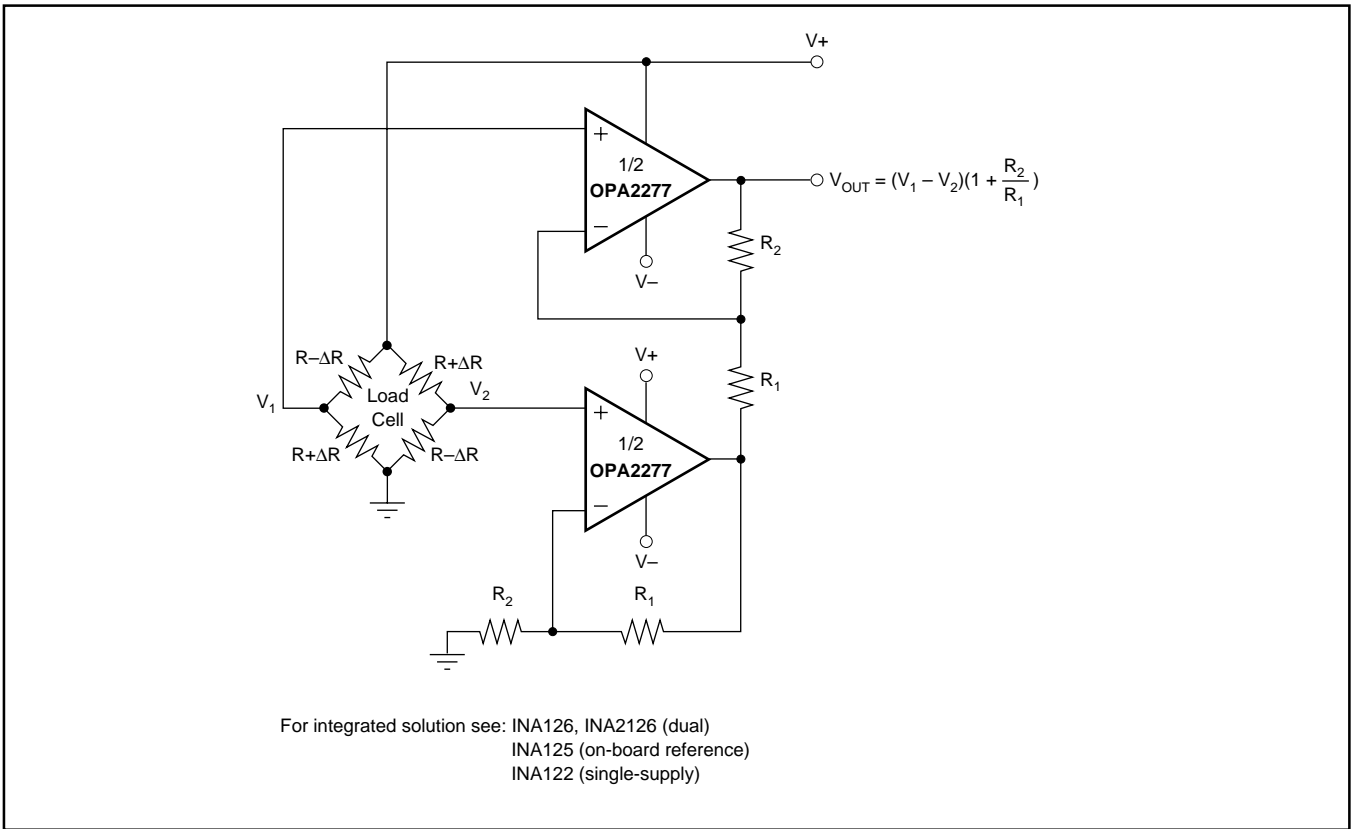 V+
+
1/2
OPA2277
−
V−
V_OUT = (V_1 – V_2)(1 + R_2/R_1)
R_2
R−ΔR
R+ΔR
V_1
Load
Cell
V_2
R+ΔR
R−ΔR
V+
R_1
+
1/2
OPA2277
−
V−
R_2
R_1
For integrated solution see: INA126, INA2126 (dual)
INA125 (on-board reference)
INA122 (single-supply)